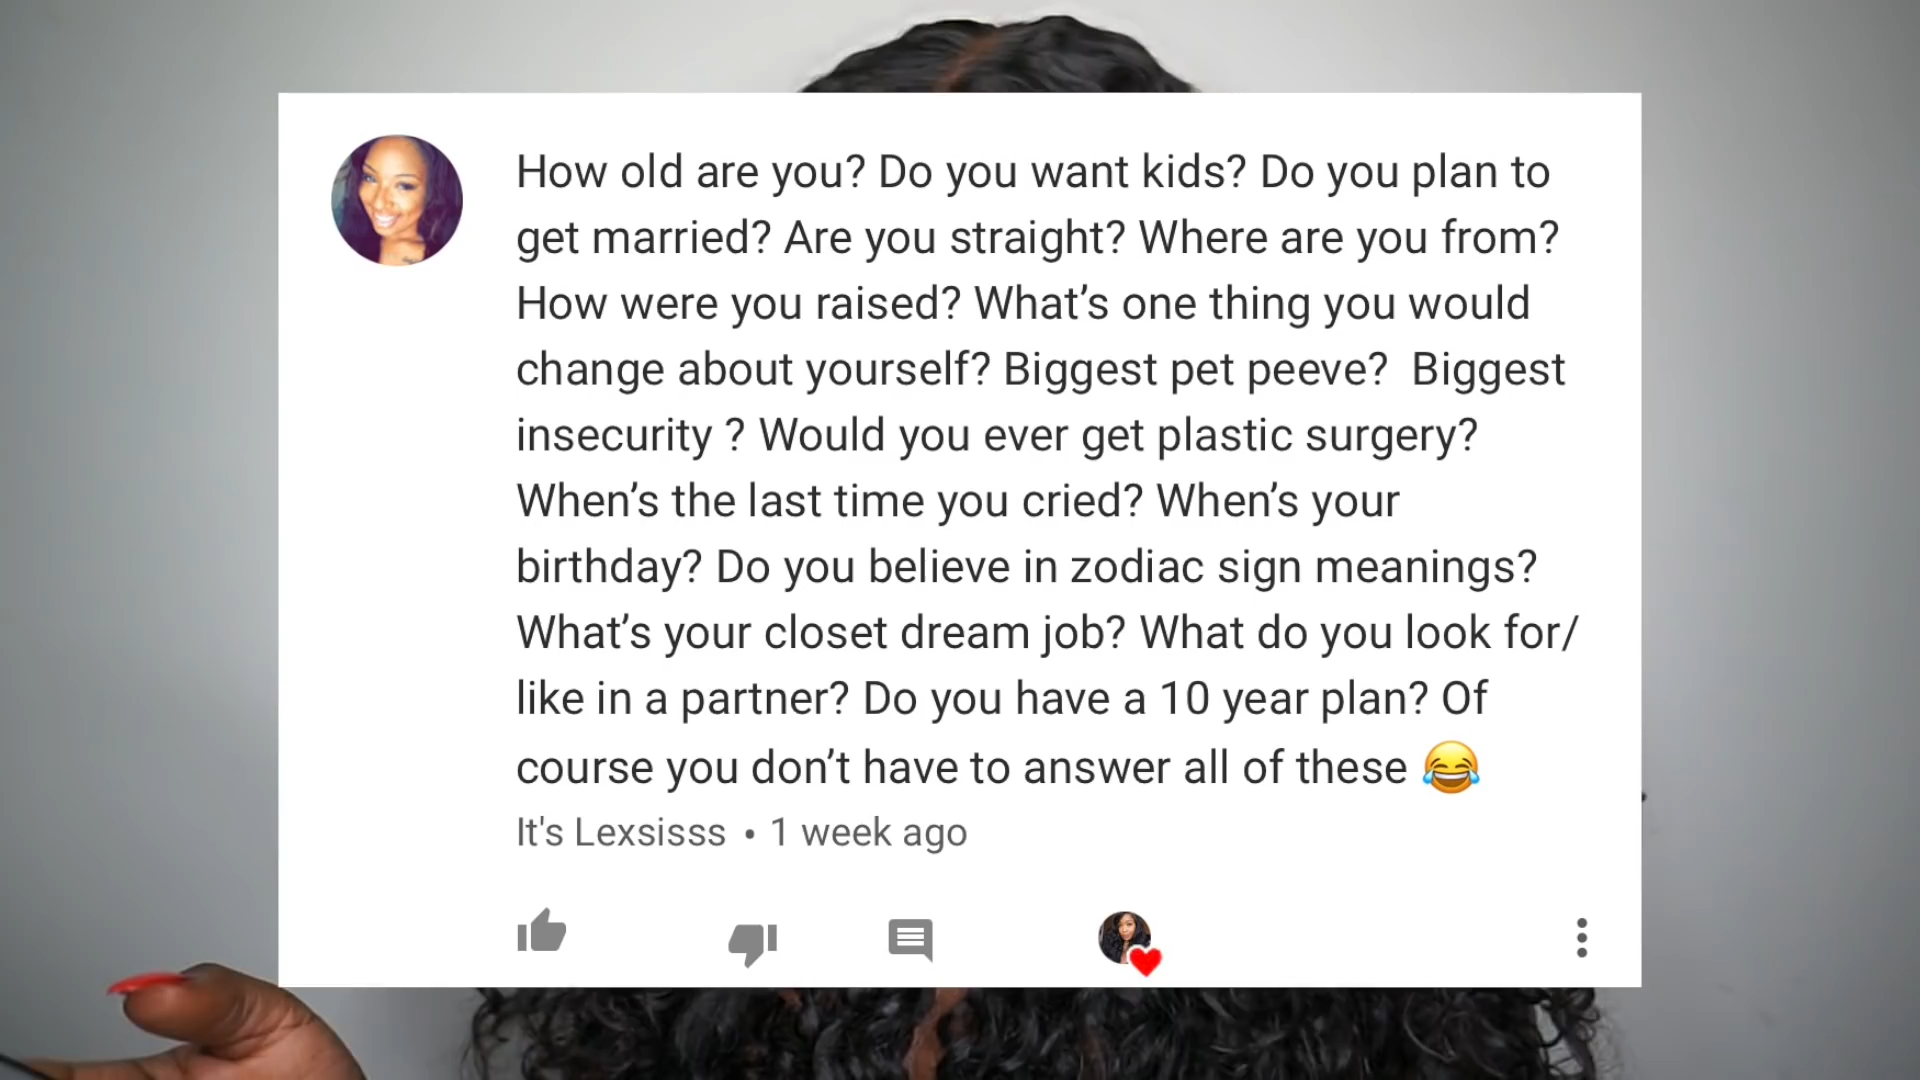 How old are you? Do you want kids? Do you plan to
get married? Are you straight? Where are you from?
How were you raised? What’s one thing you would
change about yourself? Biggest pet peeve?  Biggest
insecurity ? Would you ever get plastic surgery?
When’s the last time you cried? When’s your
birthday? Do you believe in zodiac sign meanings?
What’s your closet dream job? What do you look for/
like in a partner? Do you have a 10 year plan? Of
course you don’t have to answer all of these 😂
It's Lexsisss • 1 week ago